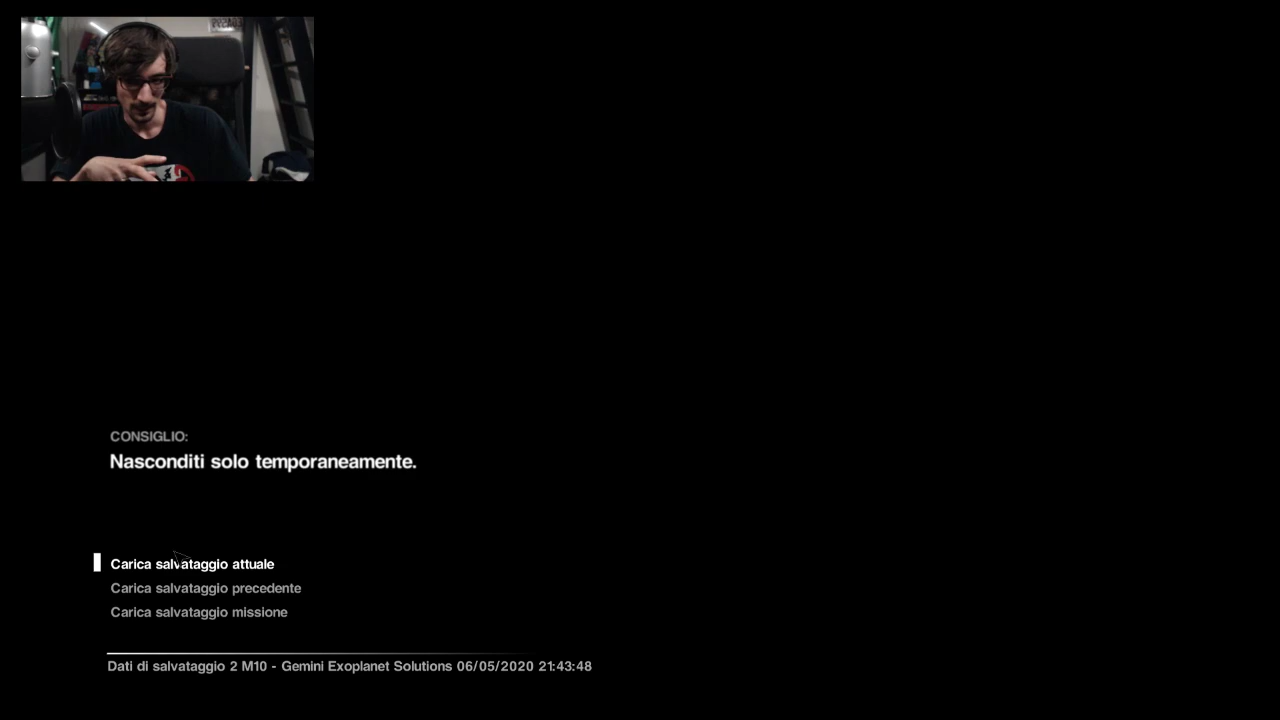 CONSIGLIO:
Nasconditi solo temporaneamente.
Carica salvataggio attuale
Carica salvataggio precedente
Carica salvataggio missione
Dati di salvataggio 2 M10 - Gemini Exoplanet Solutions 06/05/2020 21:43:48